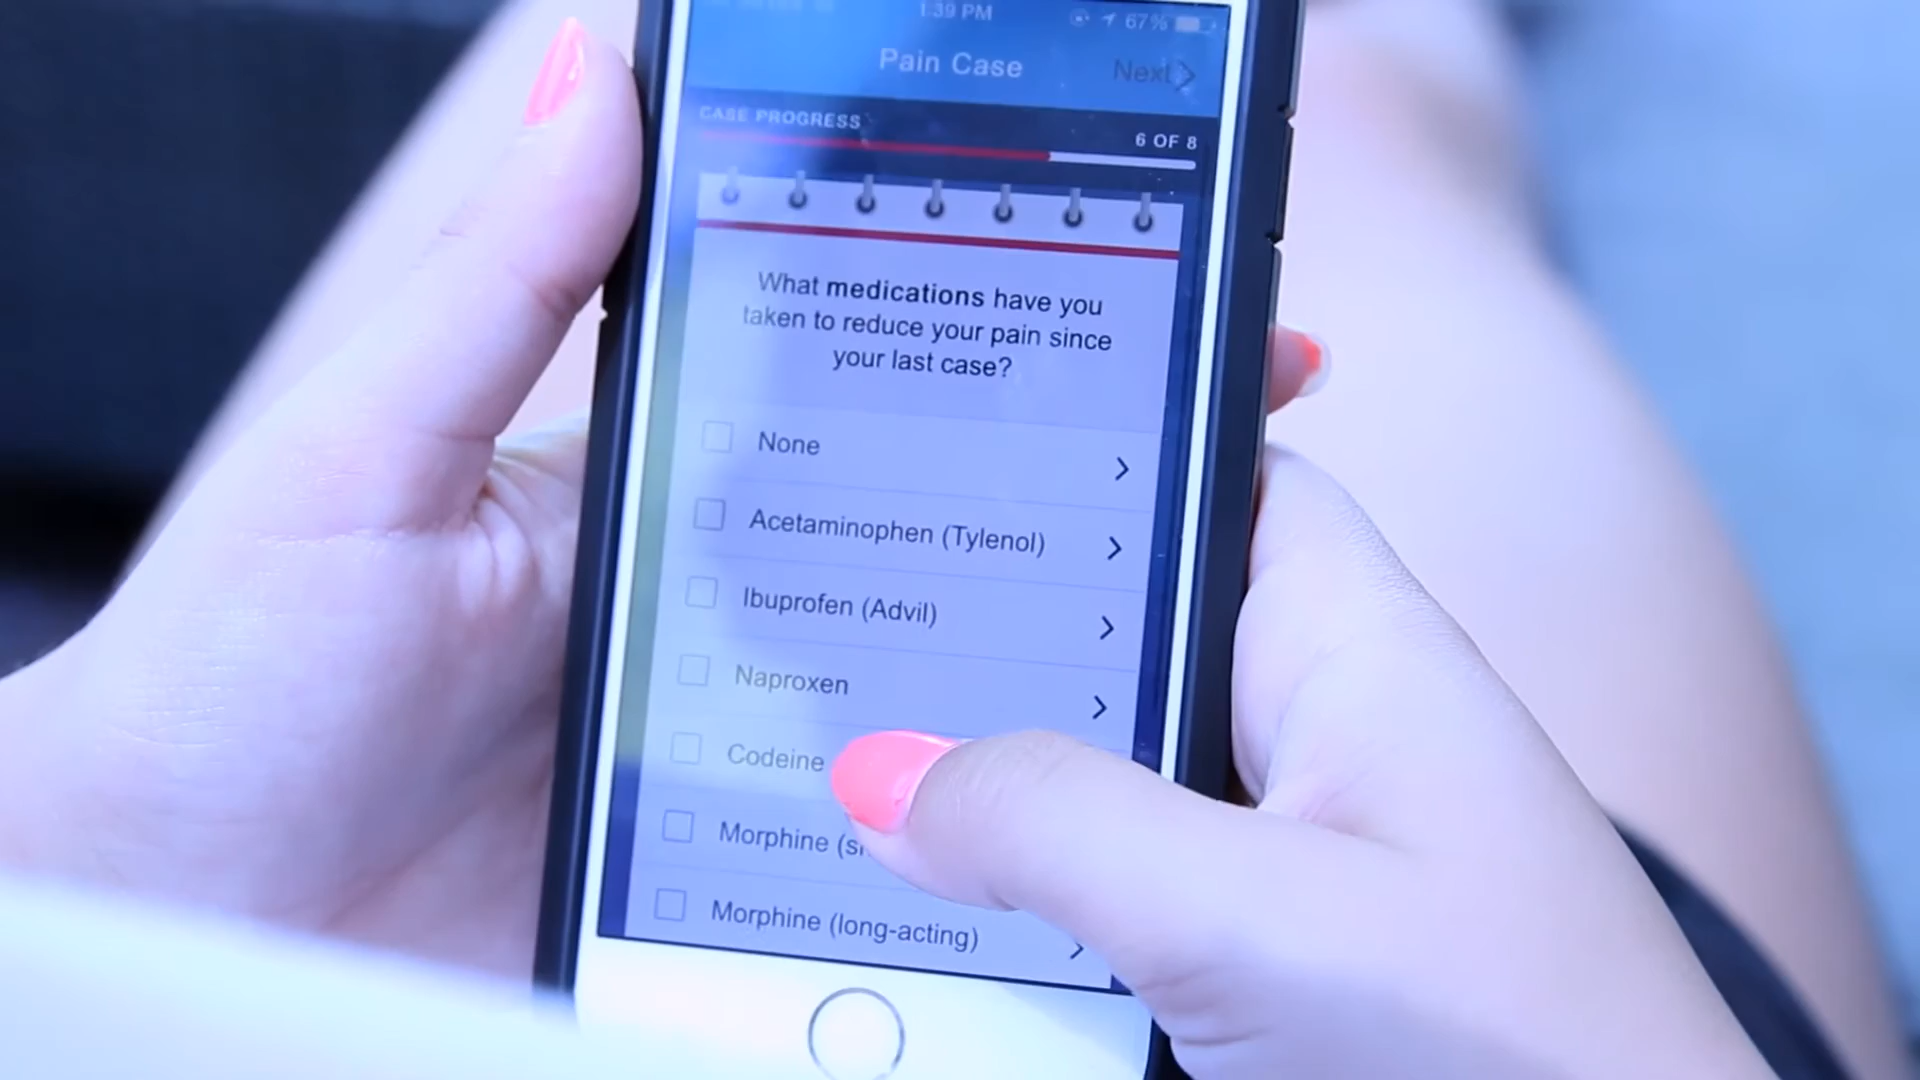 1:39 PM
67%
Pain Case
Next
CASE PROGRESS
6 OF 8
What medications have you
taken to reduce your pain since
your last case?
None
Acetaminophen (Tylenol)
Ibuprofen (Advil)
Naproxen
Codeine
Morphine
Morphine (long-acting)